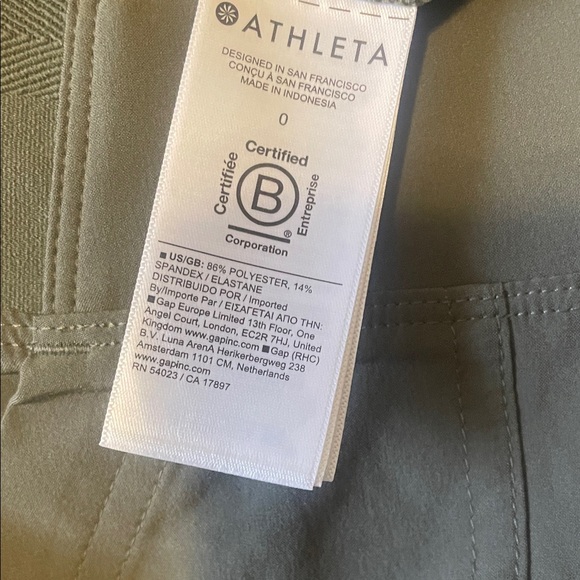 ATHLETA
DESIGNED IN SAN FRANCISCO
CONÇU À SAN FRANCISCO
MADE IN INDONESIA
0
Certified
Certifiée
B
Entreprise
®
Corporation
■ US/GB: 86% POLYESTER, 14%
SPANDEX / ELASTANE
DISTRIBUIDO POR / Imported
By/Importe Par / ΕΙΣΑΓΕΤΑΙ ΑΠΟ ΤΗΝ:
■ Gap Europe Limited 13th Floor, One
Angel Court, London, EC2R 7HJ, United
Kingdom www.gapinc.com ■ Gap (RHC)
B.V. Luna ArenA Herikerbergweg 238
Amsterdam 1101 CM, Netherlands
www.gapinc.com
RN 54023 / CA 17897